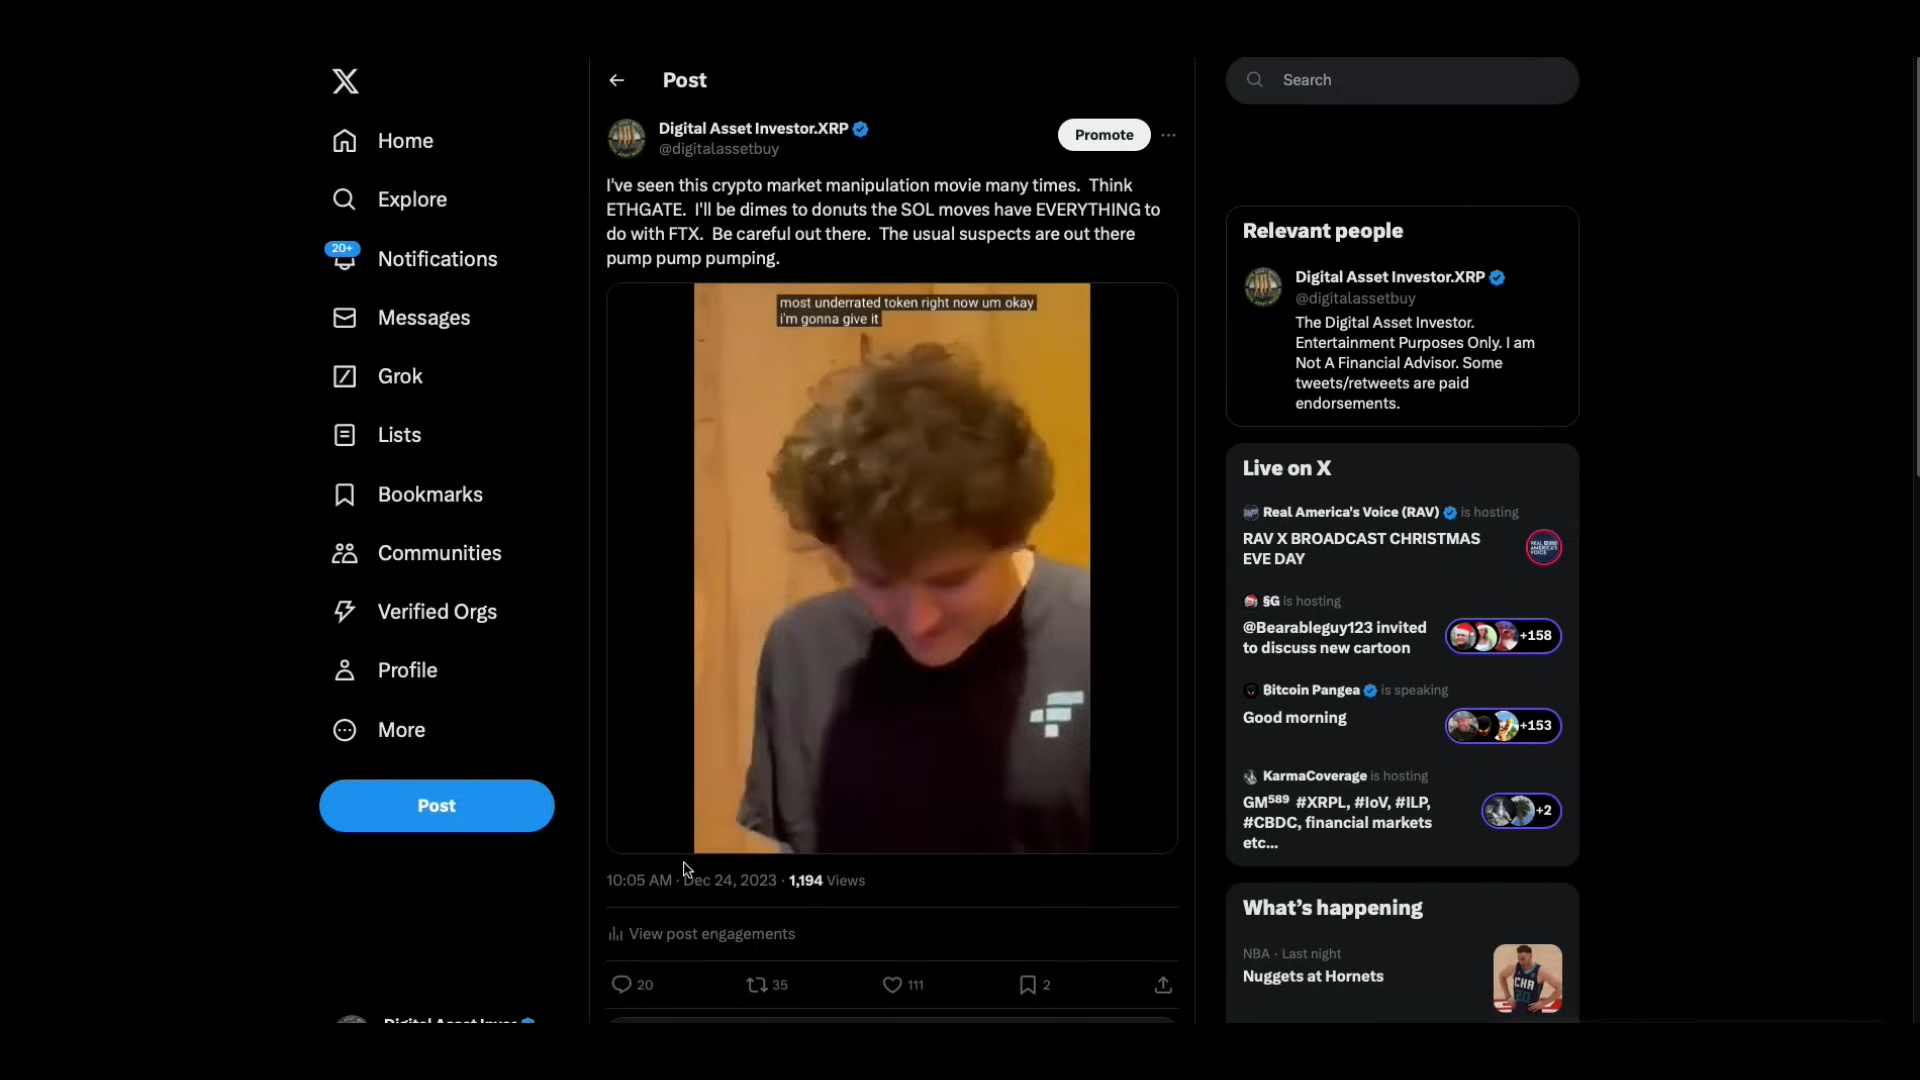 Home
Explore
20+
Notifications
Messages
Grok
Lists
Bookmarks
Communities
Verified Orgs
Profile
More
Post
Post
Digital Asset Investor.XRP
@digitalassetbuy
Promote
I've seen this crypto market manipulation movie many times. Think
ETHGATE. I'll be dimes to donuts the SOL moves have EVERYTHING to
do with FTX. Be careful out there. The usual suspects are out there
pump pump pumping.
most underrated token right now um okay
i'm gonna give it
10:05 AM · Dec 24, 2023 · 1,194 Views
View post engagements
20
35
111
2
Search
Relevant people
Digital Asset Investor.XRP
@digitalassetbuy
The Digital Asset Investor.
Entertainment Purposes Only. I am
Not A Financial Advisor. Some
tweets/retweets are paid
endorsements.
Live on X
Real America's Voice (RAV) is hosting
RAV X BROADCAST CHRISTMAS
EVE DAY
REAL
AMERICA'S
VOICE
§G is hosting
@Bearableguy123 invited
to discuss new cartoon
+158
₿itcoin Pangea is speaking
Good morning
+153
KarmaCoverage is hosting
GM⁵⁸⁹ #XRPL, #IoV, #ILP,
#CBDC, financial markets
etc...
+2
What's happening
NBA · Last night
Nuggets at Hornets
CHA
20